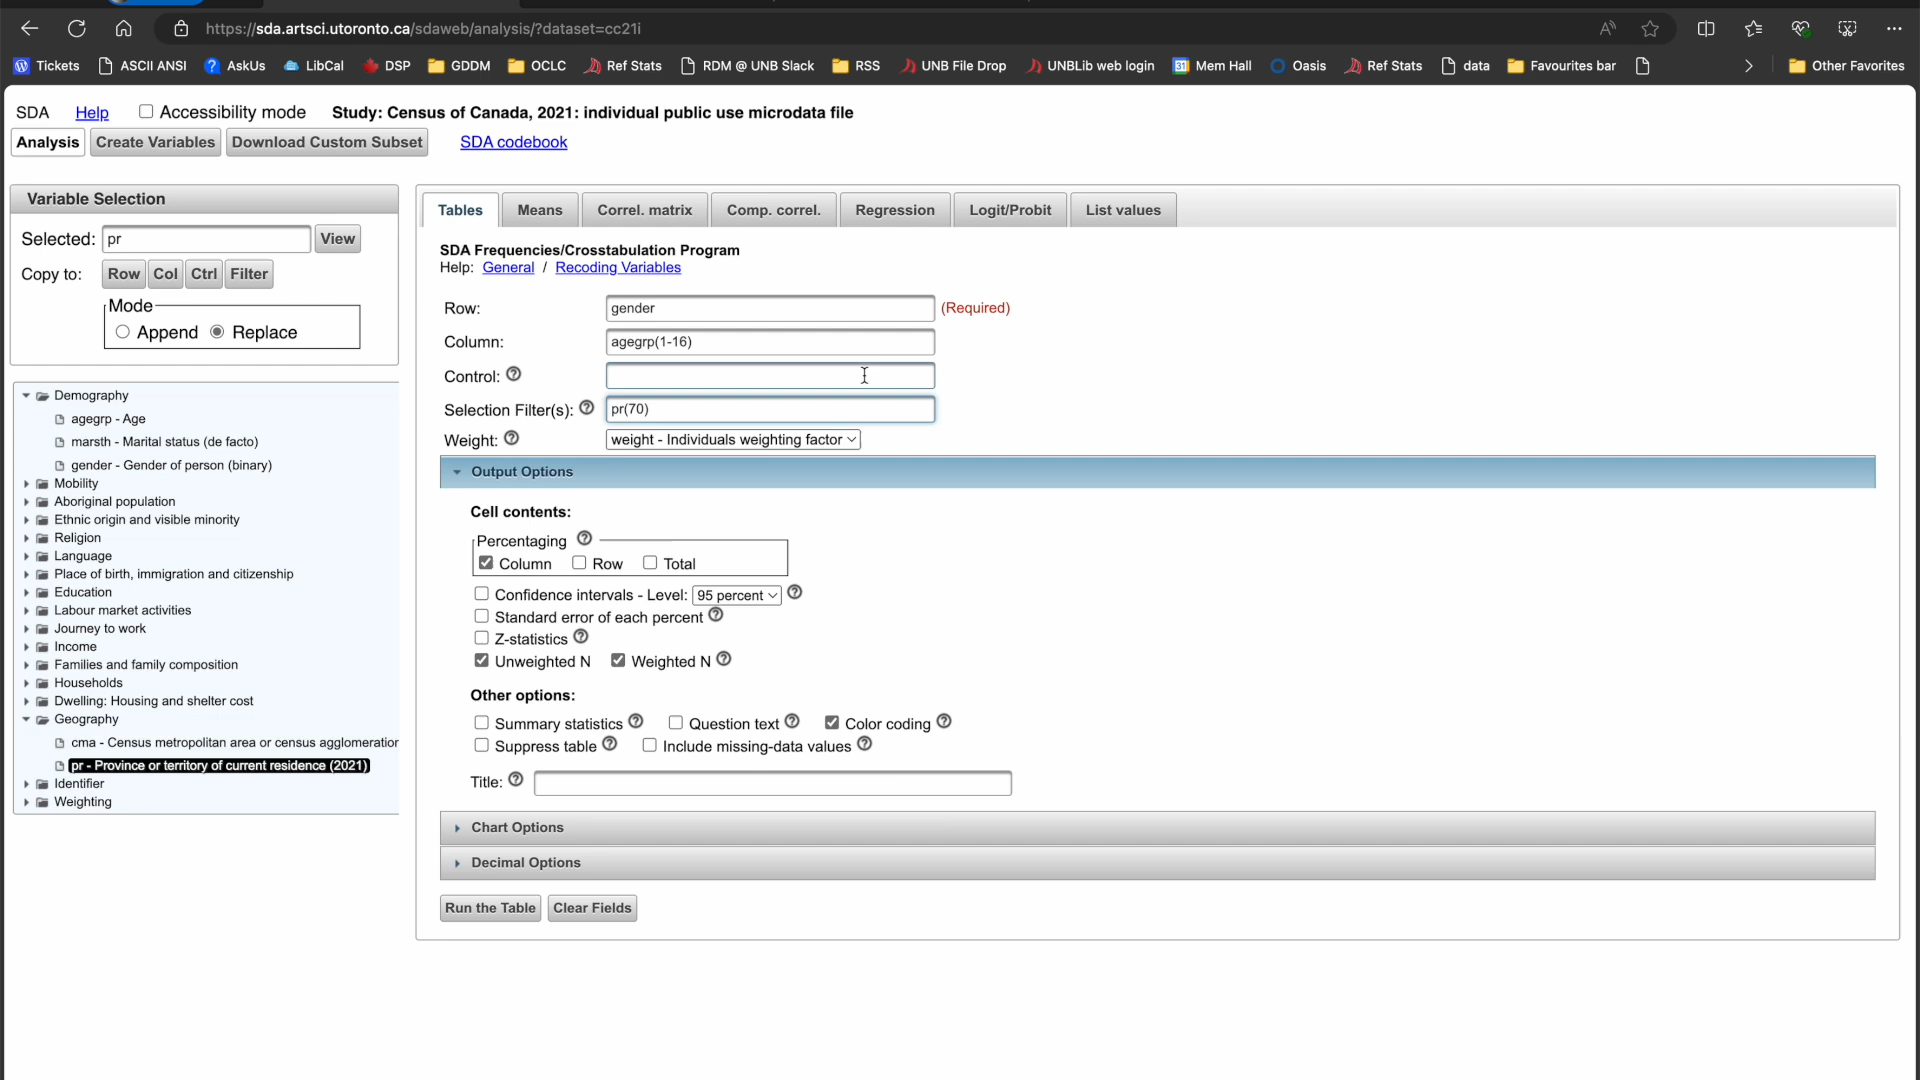 https://sda.artsci.utoronto.ca/sdaweb/analysis/?dataset=cc21i
Tickets ASCII ANSI AskUs LibCal DSP GDDM OCLC Ref Stats RDM @ UNB Slack RSS UNB File Drop UNBLib web login 31 Mem Hall Oasis Ref Stats data Favourites bar Other Favorites
SDA Help Accessibility mode Study: Census of Canada, 2021: individual public use microdata file
Analysis Create Variables Download Custom Subset SDA codebook
Variable Selection
Selected: pr View
Copy to: Row Col Ctrl Filter
Mode
Append Replace
Demography
agegrp - Age
marsth - Marital status (de facto)
gender - Gender of person (binary)
Mobility
Aboriginal population
Ethnic origin and visible minority
Religion
Language
Place of birth, immigration and citizenship
Education
Labour market activities
Journey to work
Income
Families and family composition
Households
Dwelling: Housing and shelter cost
Geography
cma - Census metropolitan area or census agglomeration
pr - Province or territory of current residence (2021)
Identifier
Weighting
Tables Means Correl. matrix Comp. correl. Regression Logit/Probit List values
SDA Frequencies/Crosstabulation Program
Help: General / Recoding Variables
Row: gender (Required)
Column: agegrp(1-16)
Control: ?
Selection Filter(s): ? pr(70)
Weight: ? weight - Individuals weighting factor
Output Options
Cell contents:
Percentaging ?
Column Row Total
Confidence intervals - Level: 95 percent ?
Standard error of each percent ?
Z-statistics ?
Unweighted N Weighted N ?
Other options:
Summary statistics ? Question text ? Color coding ?
Suppress table ? Include missing-data values ?
Title: ?
Chart Options
Decimal Options
Run the Table Clear Fields